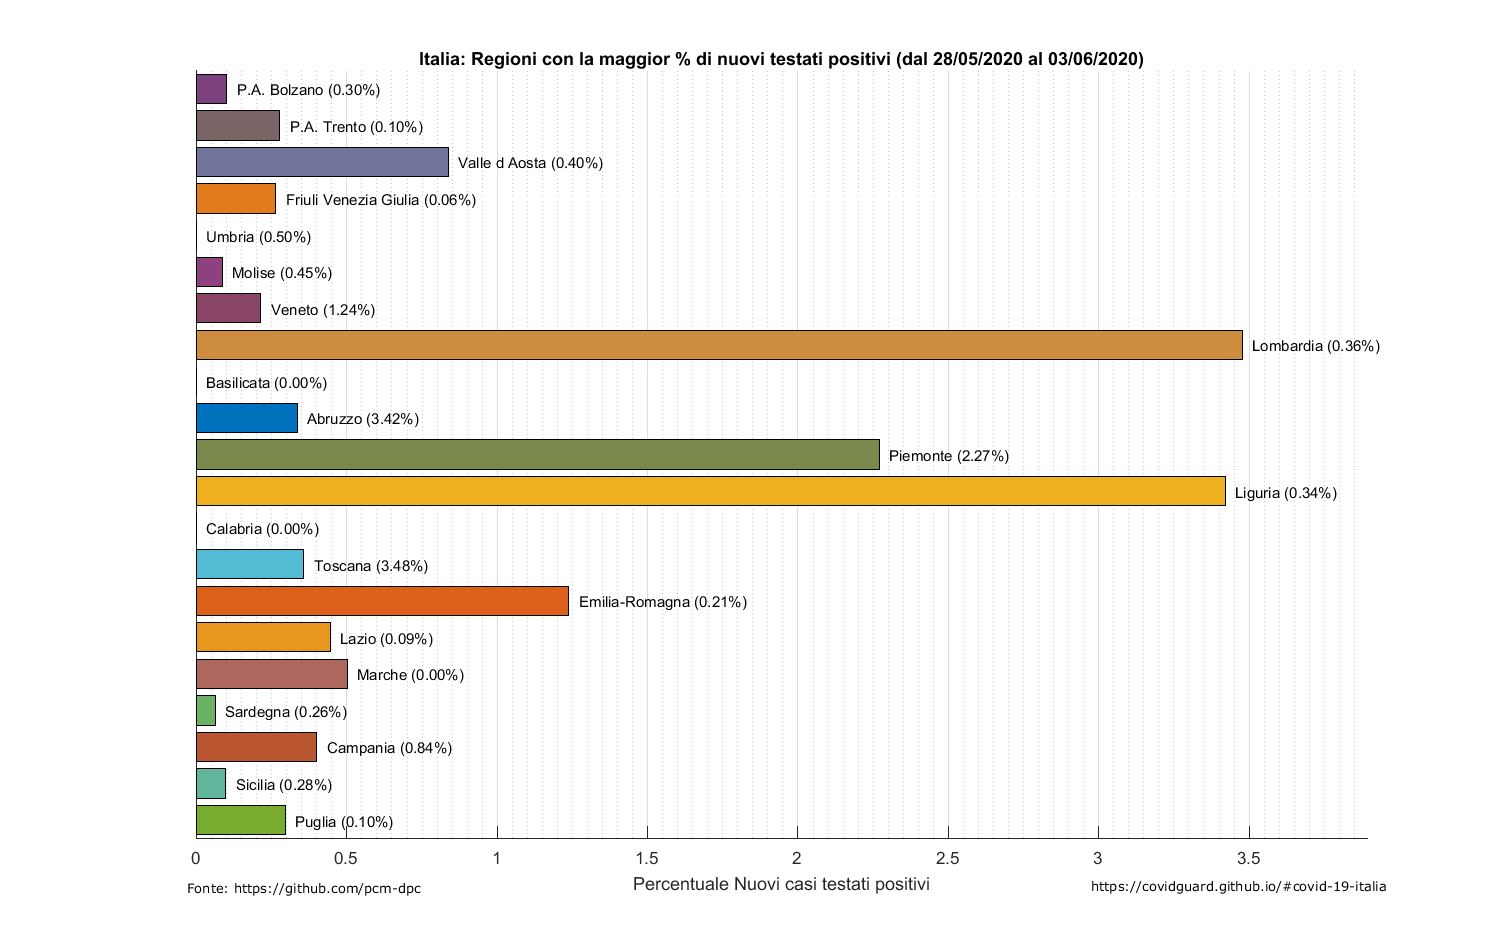 Italia: Regioni con la maggior % di nuovi testati positivi (dal 28/05/2020 al 03/06/2020)
P.A. Bolzano (0.30%)
P.A. Trento (0.10%)
Valle d Aosta (0.40%)
Friuli Venezia Giulia (0.06%)
Umbria (0.50%)
Molise (0.45%)
Veneto (1.24%)
Lombardia (0.36%)
Basilicata (0.00%)
Abruzzo (3.42%)
Piemonte (2.27%)
Liguria (0.34%)
Calabria (0.00%)
Toscana (3.48%)
Emilia-Romagna (0.21%)
Lazio (0.09%)
Marche (0.00%)
Sardegna (0.26%)
Campania (0.84%)
Sicilia (0.28%)
Puglia (0.10%)
0 0.5 1 1.5 2 2.5 3 3.5
Percentuale Nuovi casi testati positivi
Fonte: https://github.com/pcm-dpc
https://covidguard.github.io/#covid-19-italia